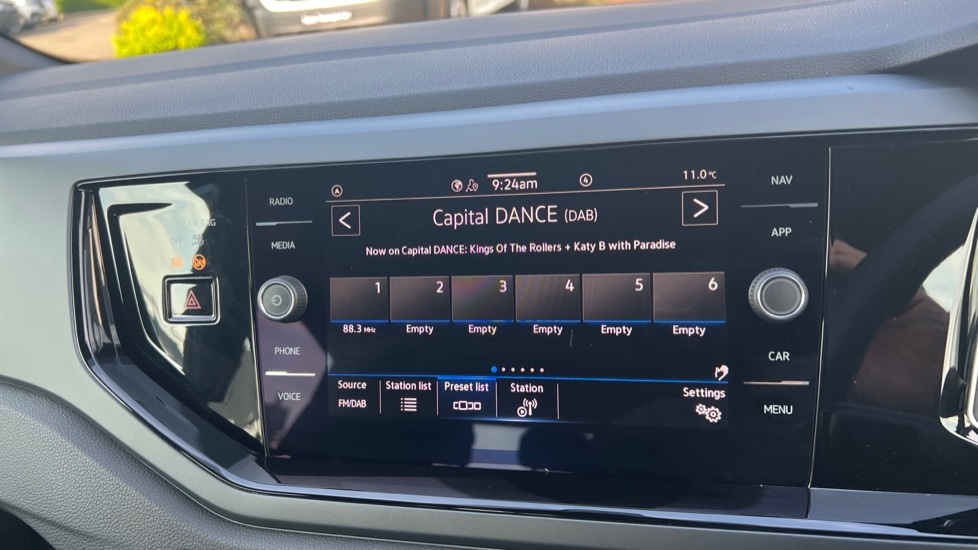 9:24am
4
11.0°C
A
RADIO
MEDIA
PHONE
VOICE
Capital DANCE (DAB)
Now on Capital DANCE: Kings Of The Rollers + Katy B with Paradise
1 2 3 4 5 6
88.3 MHz Empty Empty Empty Empty Empty
Source Station list Preset list Station Settings
FM/DAB
NAV
APP
CAR
MENU
OFF